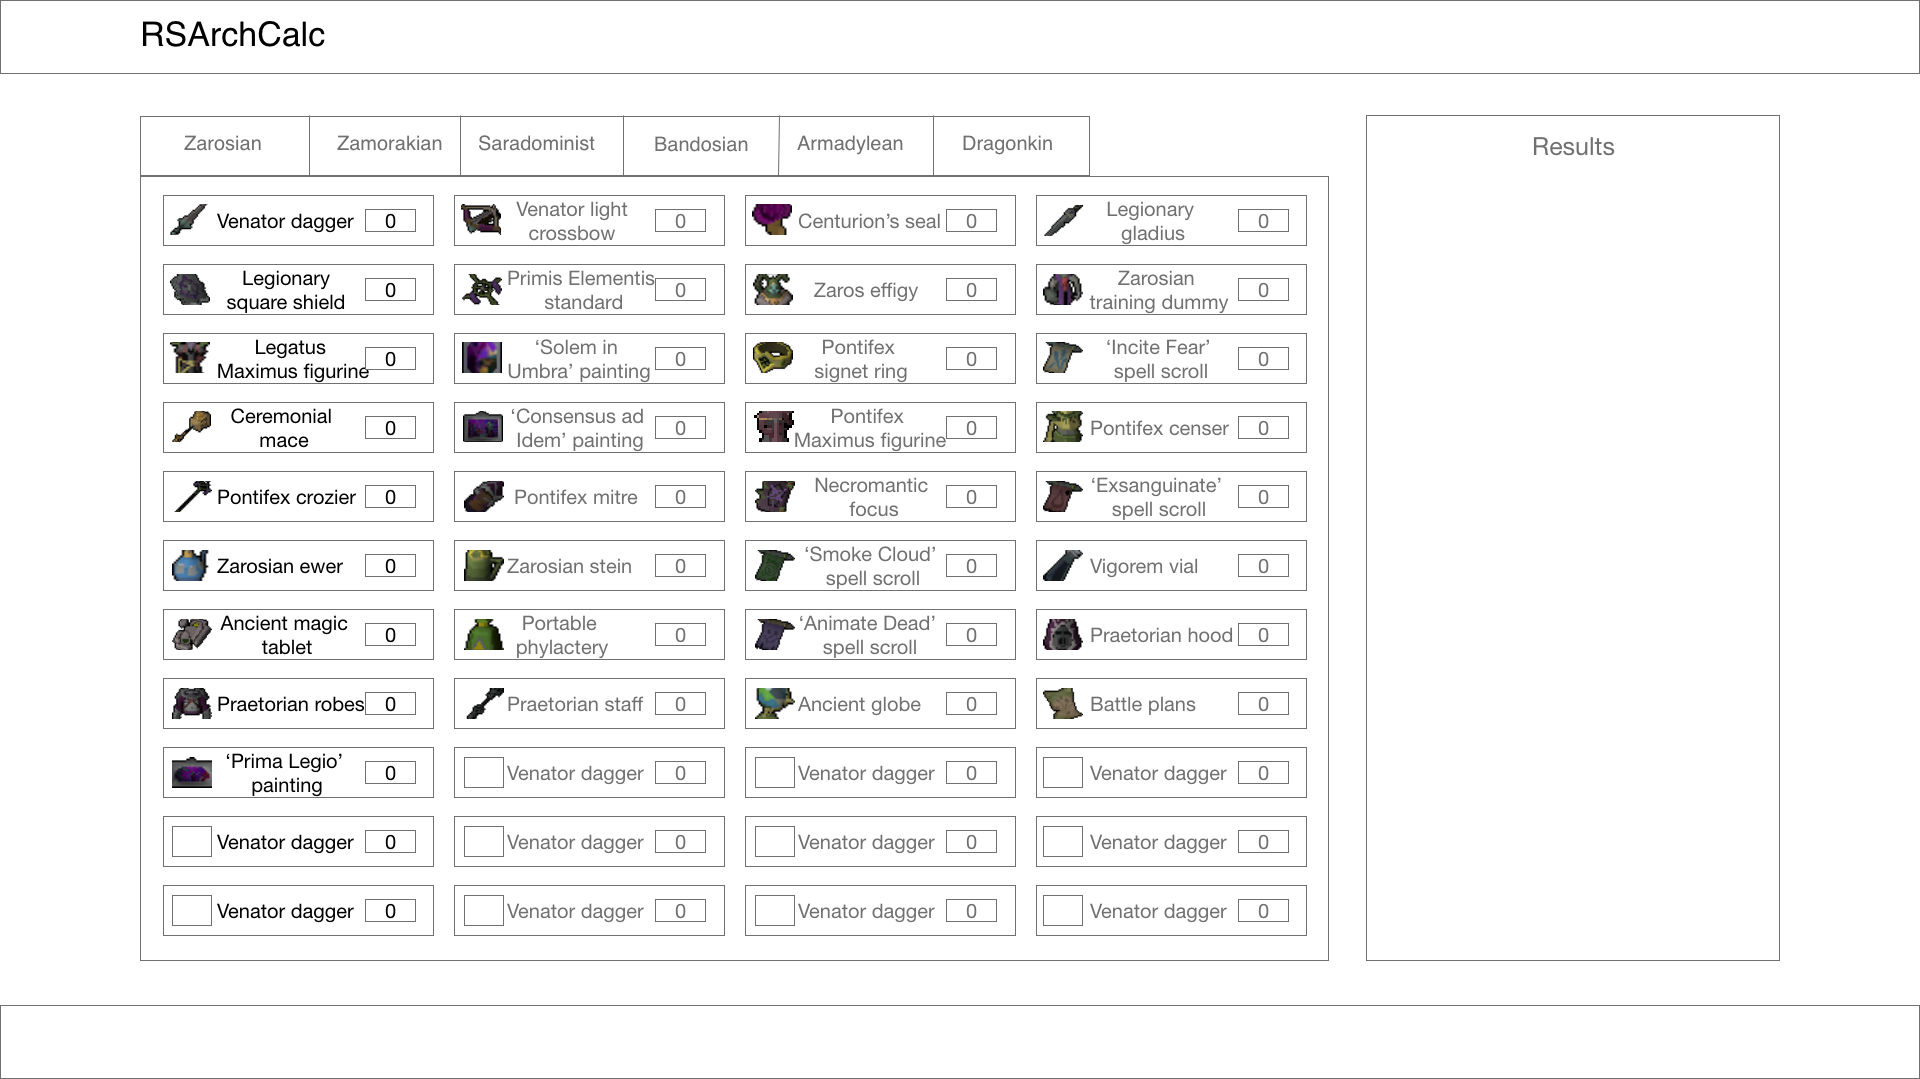 RSArchCalc
Zarosian
Zamorakian
Saradominist
Bandosian
Armadylean
Dragonkin
Results
Venator dagger
0
Venator light
crossbow
0
Centurion’s seal
0
Legionary
gladius
0
Legionary
square shield
0
Primis Elementis
standard
0
Zaros effigy
0
Zarosian
training dummy
0
Legatus
Maximus figurine
0
‘Solem in
Umbra’ painting
0
Pontifex
signet ring
0
‘Incite Fear’
spell scroll
0
Ceremonial
mace
0
‘Consensus ad
Idem’ painting
0
Pontifex
Maximus figurine
0
Pontifex censer
0
Pontifex crozier
0
Pontifex mitre
0
Necromantic
focus
0
‘Exsanguinate’
spell scroll
0
Zarosian ewer
0
Zarosian stein
0
‘Smoke Cloud’
spell scroll
0
Vigorem vial
0
Ancient magic
tablet
0
Portable
phylactery
0
‘Animate Dead’
spell scroll
0
Praetorian hood
0
Praetorian robes
0
Praetorian staff
0
Ancient globe
0
Battle plans
0
‘Prima Legio’
painting
0
Venator dagger
0
Venator dagger
0
Venator dagger
0
Venator dagger
0
Venator dagger
0
Venator dagger
0
Venator dagger
0
Venator dagger
0
Venator dagger
0
Venator dagger
0
Venator dagger
0